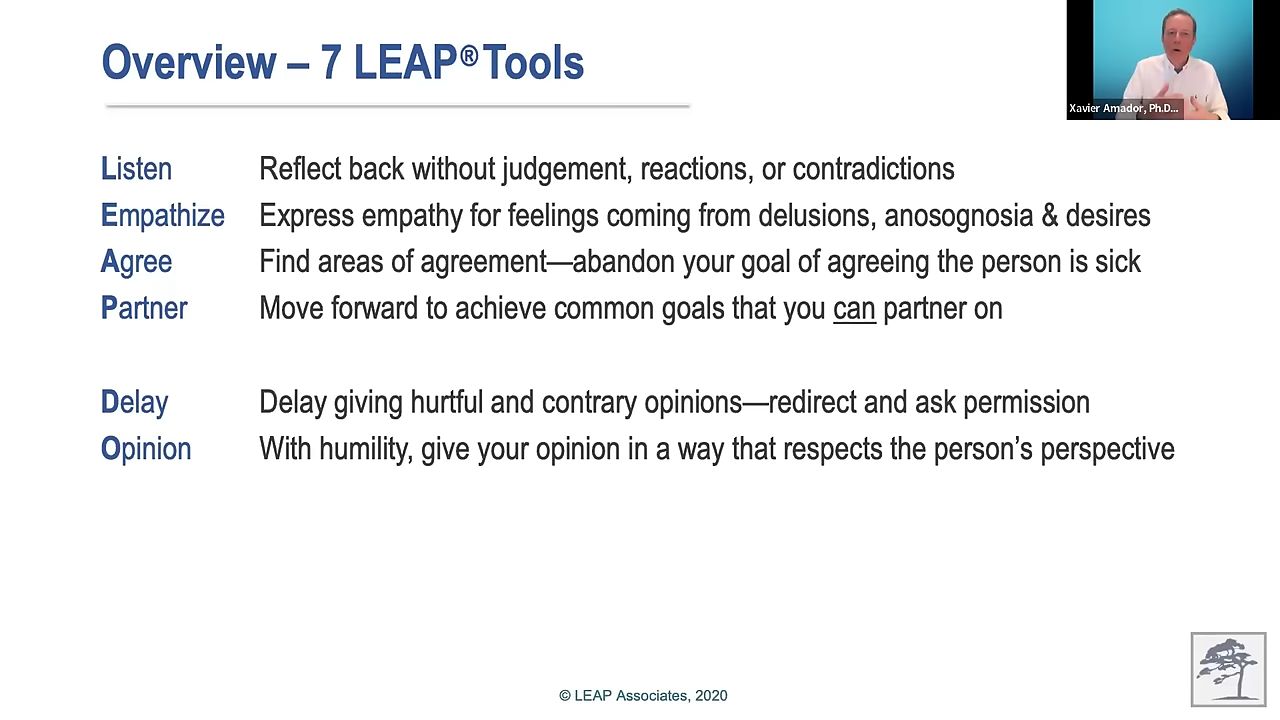 Overview – 7 LEAP® Tools
Xavier Amador, Ph.D...
Listen Reflect back without judgement, reactions, or contradictions
Empathize Express empathy for feelings coming from delusions, anosognosia & desires
Agree Find areas of agreement—abandon your goal of agreeing the person is sick
Partner Move forward to achieve common goals that you can partner on
Delay Delay giving hurtful and contrary opinions—redirect and ask permission
Opinion With humility, give your opinion in a way that respects the person’s perspective
© LEAP Associates, 2020